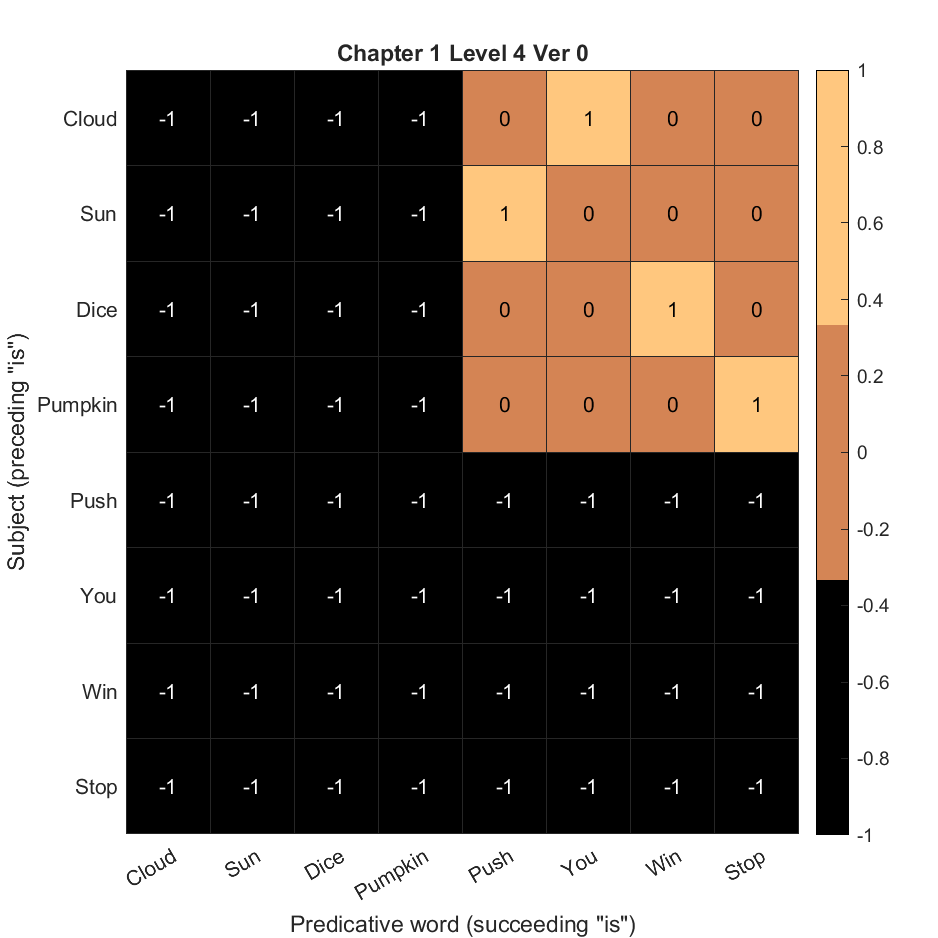 Chapter 1 Level 4 Ver 0
Cloud -1 -1 -1 -1 0 1 0 0
Sun -1 -1 -1 -1 1 0 0 0
Dice -1 -1 -1 -1 0 0 1 0
Pumpkin -1 -1 -1 -1 0 0 0 1
Push -1 -1 -1 -1 -1 -1 -1 -1
You -1 -1 -1 -1 -1 -1 -1 -1
Win -1 -1 -1 -1 -1 -1 -1 -1
Stop -1 -1 -1 -1 -1 -1 -1 -1
Cloud Sun Dice Pumpkin Push You Win Stop
Predicative word (succeeding "is")
Subject (preceding "is")
1
0.8
0.6
0.4
0.2
0
-0.2
-0.4
-0.6
-0.8
-1